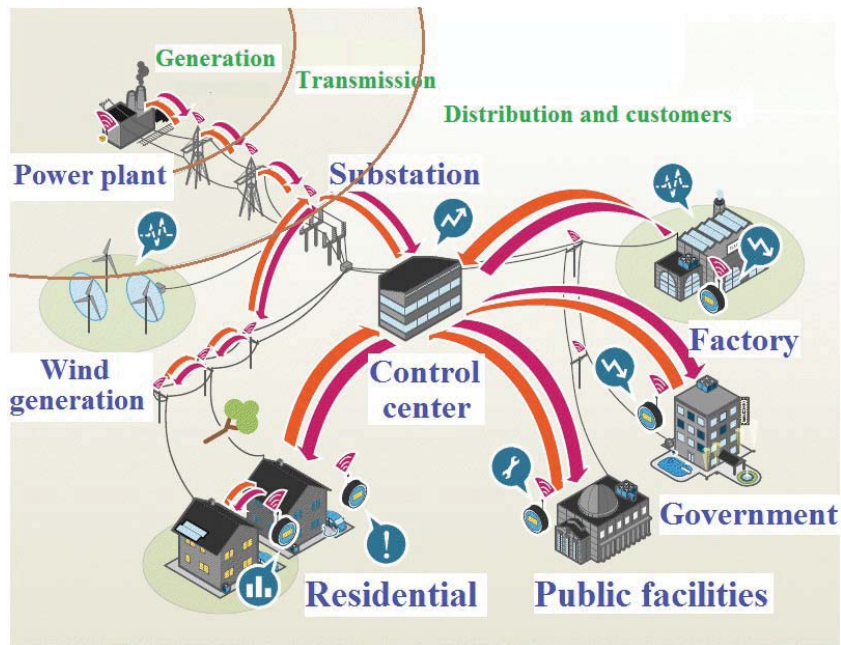 Generation
Transmission
Distribution and customers
Power plant
Substation
Factory
Wind
generation
Control
center
Government
Residential
Public facilities